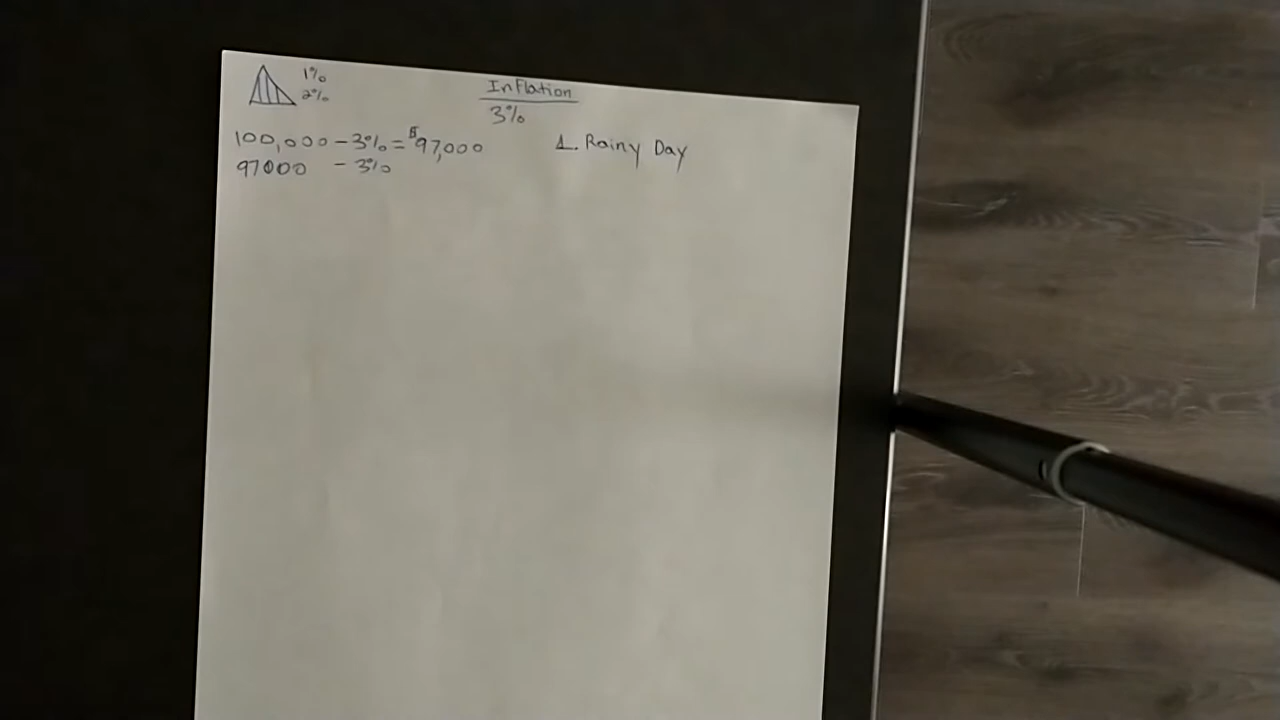 1%
2%
Inflation
3%
100,000 - 3% = $97,000
97000 - 3%
1. Rainy Day